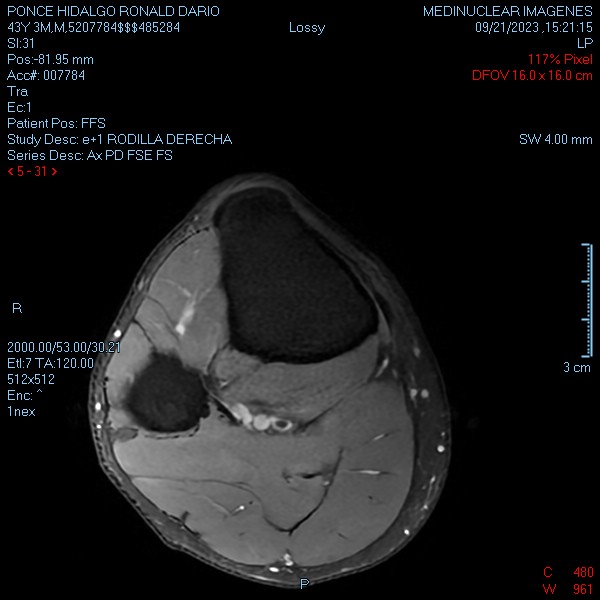 PONCE HIDALGO RONALD DARIO
43Y 3M,M,5207784$$$485284
SI:31
Pos:-81.95 mm
Acc#: 007784
Tra
Ec:1
Patient Pos: FFS
Study Desc: e+1 RODILLA DERECHA
Series Desc: Ax PD FSE FS
< 5 - 31 >
Lossy
MEDINUCLEAR IMAGENES
09/21/2023 ,15:21:15
LP
117% Pixel
DFOV 16.0 x 16.0 cm
SW 4.00 mm
R
2000.00/53.00/30.21
Etl:7 TA:120.00
512x512
Enc: ^
1nex
3 cm
P
C 480
W 961